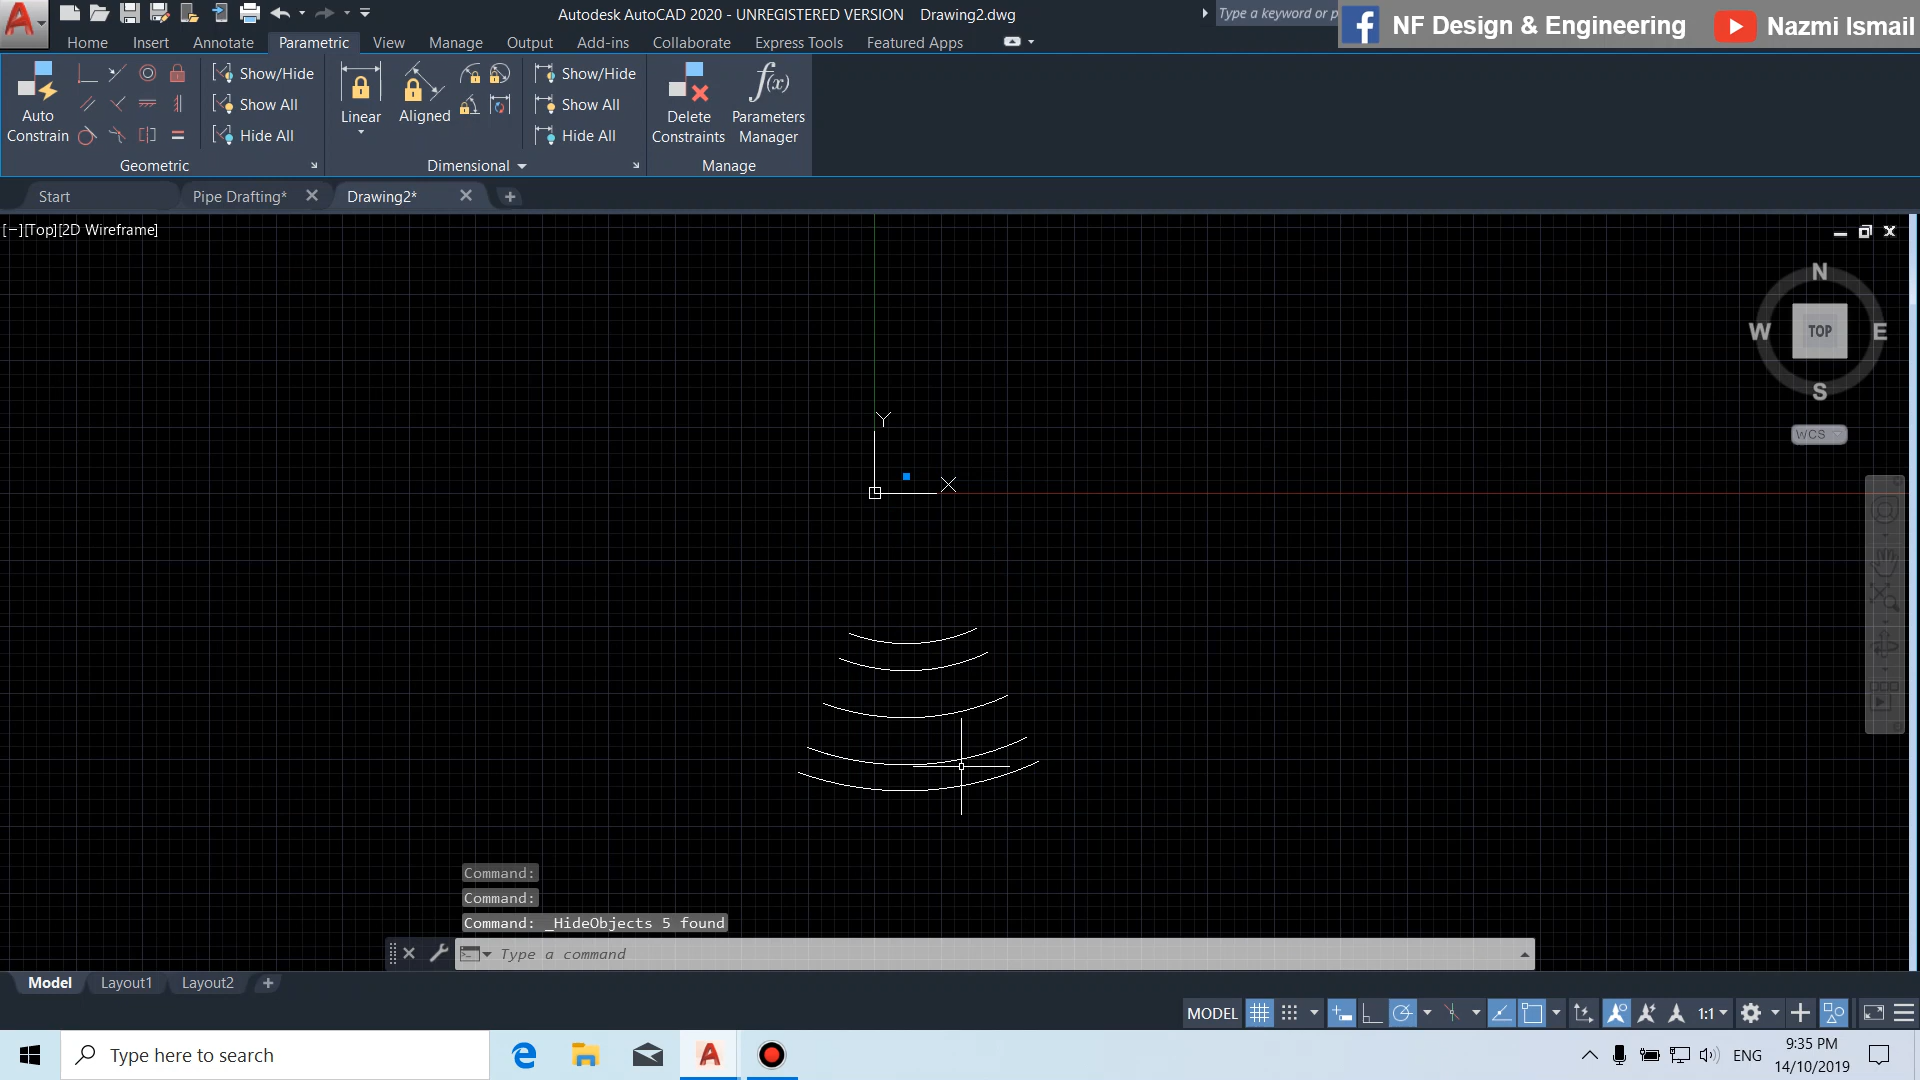 Autodesk AutoCAD 2020 - UNREGISTERED VERSION Drawing2.dwg
Type a keyword or p
NF Design & Engineering
Nazmi Ismail
Home Insert Annotate Parametric View Manage Output Add-ins Collaborate Express Tools Featured Apps
Auto
Constrain
Show/Hide
Show All
Hide All
Geometric
Linear
Aligned
Show/Hide
Show All
Hide All
Dimensional
Delete
Constraints
f(x)
Parameters
Manager
Manage
Start Pipe Drafting* Drawing2*
[−][Top][2D Wireframe]
N
W TOP E
S
WCS
Y
X
Command:
Command:
Command: _HideObjects 5 found
Type a command
Model Layout1 Layout2
MODEL 1:1
Type here to search
ENG
9:35 PM
14/10/2019